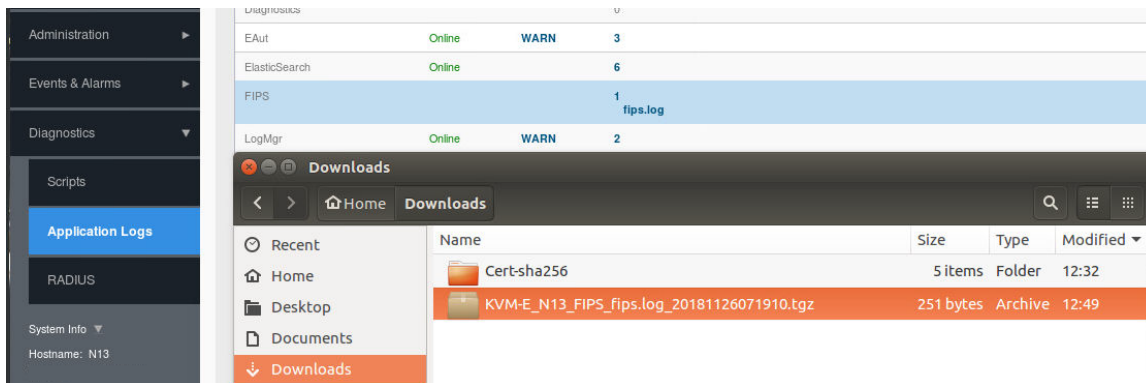 Diagnostics 0
Administration
EAut Online WARN 3
ElasticSearch Online 6
Events & Alarms
FIPS 1
fips.log
Diagnostics
LogMgr Online WARN 2
Downloads
Scripts
Home Downloads
Application Logs
Recent
Name Size Type Modified
Home
Cert-sha256 5 items Folder 12:32
RADIUS
Desktop
KVM-E_N13_FIPS_fips.log_20181126071910.tgz 251 bytes Archive 12:49
System Info
Documents
Hostname: N13
Downloads